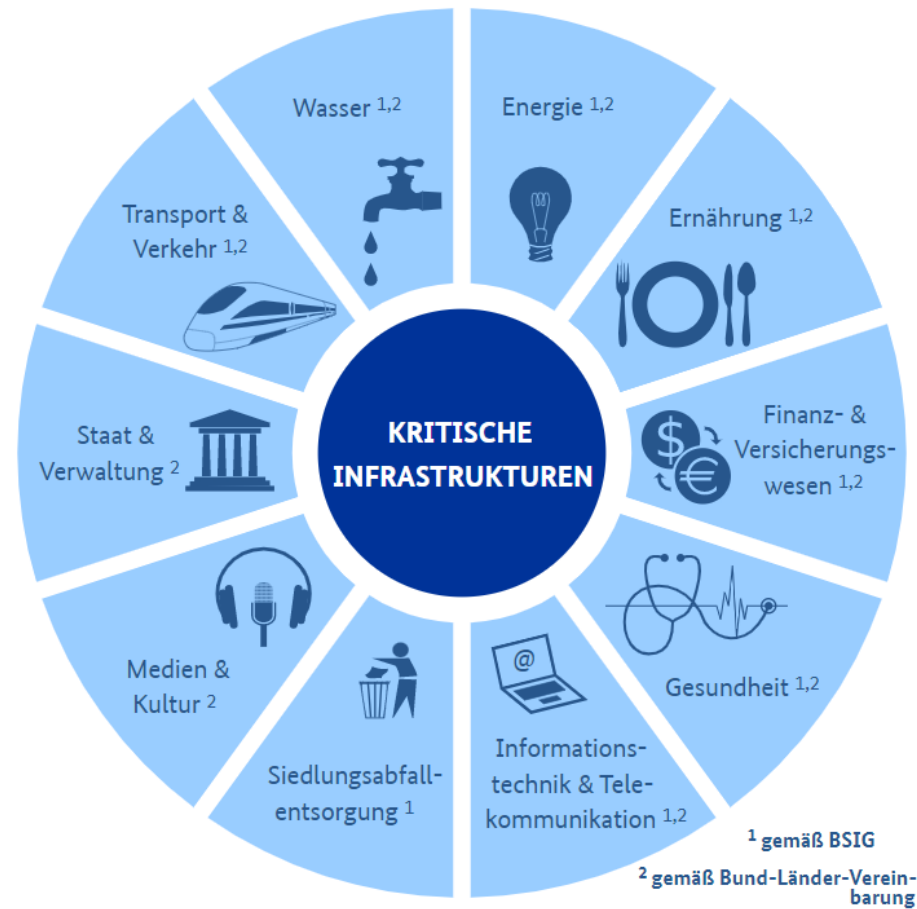 KRITISCHE
INFRASTRUKTUREN
Energie 1,2
Ernährung 1,2
$
€
Finanz- &
Versicherungs-
wesen 1,2
Gesundheit 1,2
@
Informations-
technik & Tele-
kommunikation 1,2
Siedlungsabfall-
entsorgung 1
Medien &
Kultur 2
Staat &
Verwaltung 2
Transport &
Verkehr 1,2
Wasser 1,2
1 gemäß BSIG
2 gemäß Bund-Länder-Verein-
barung